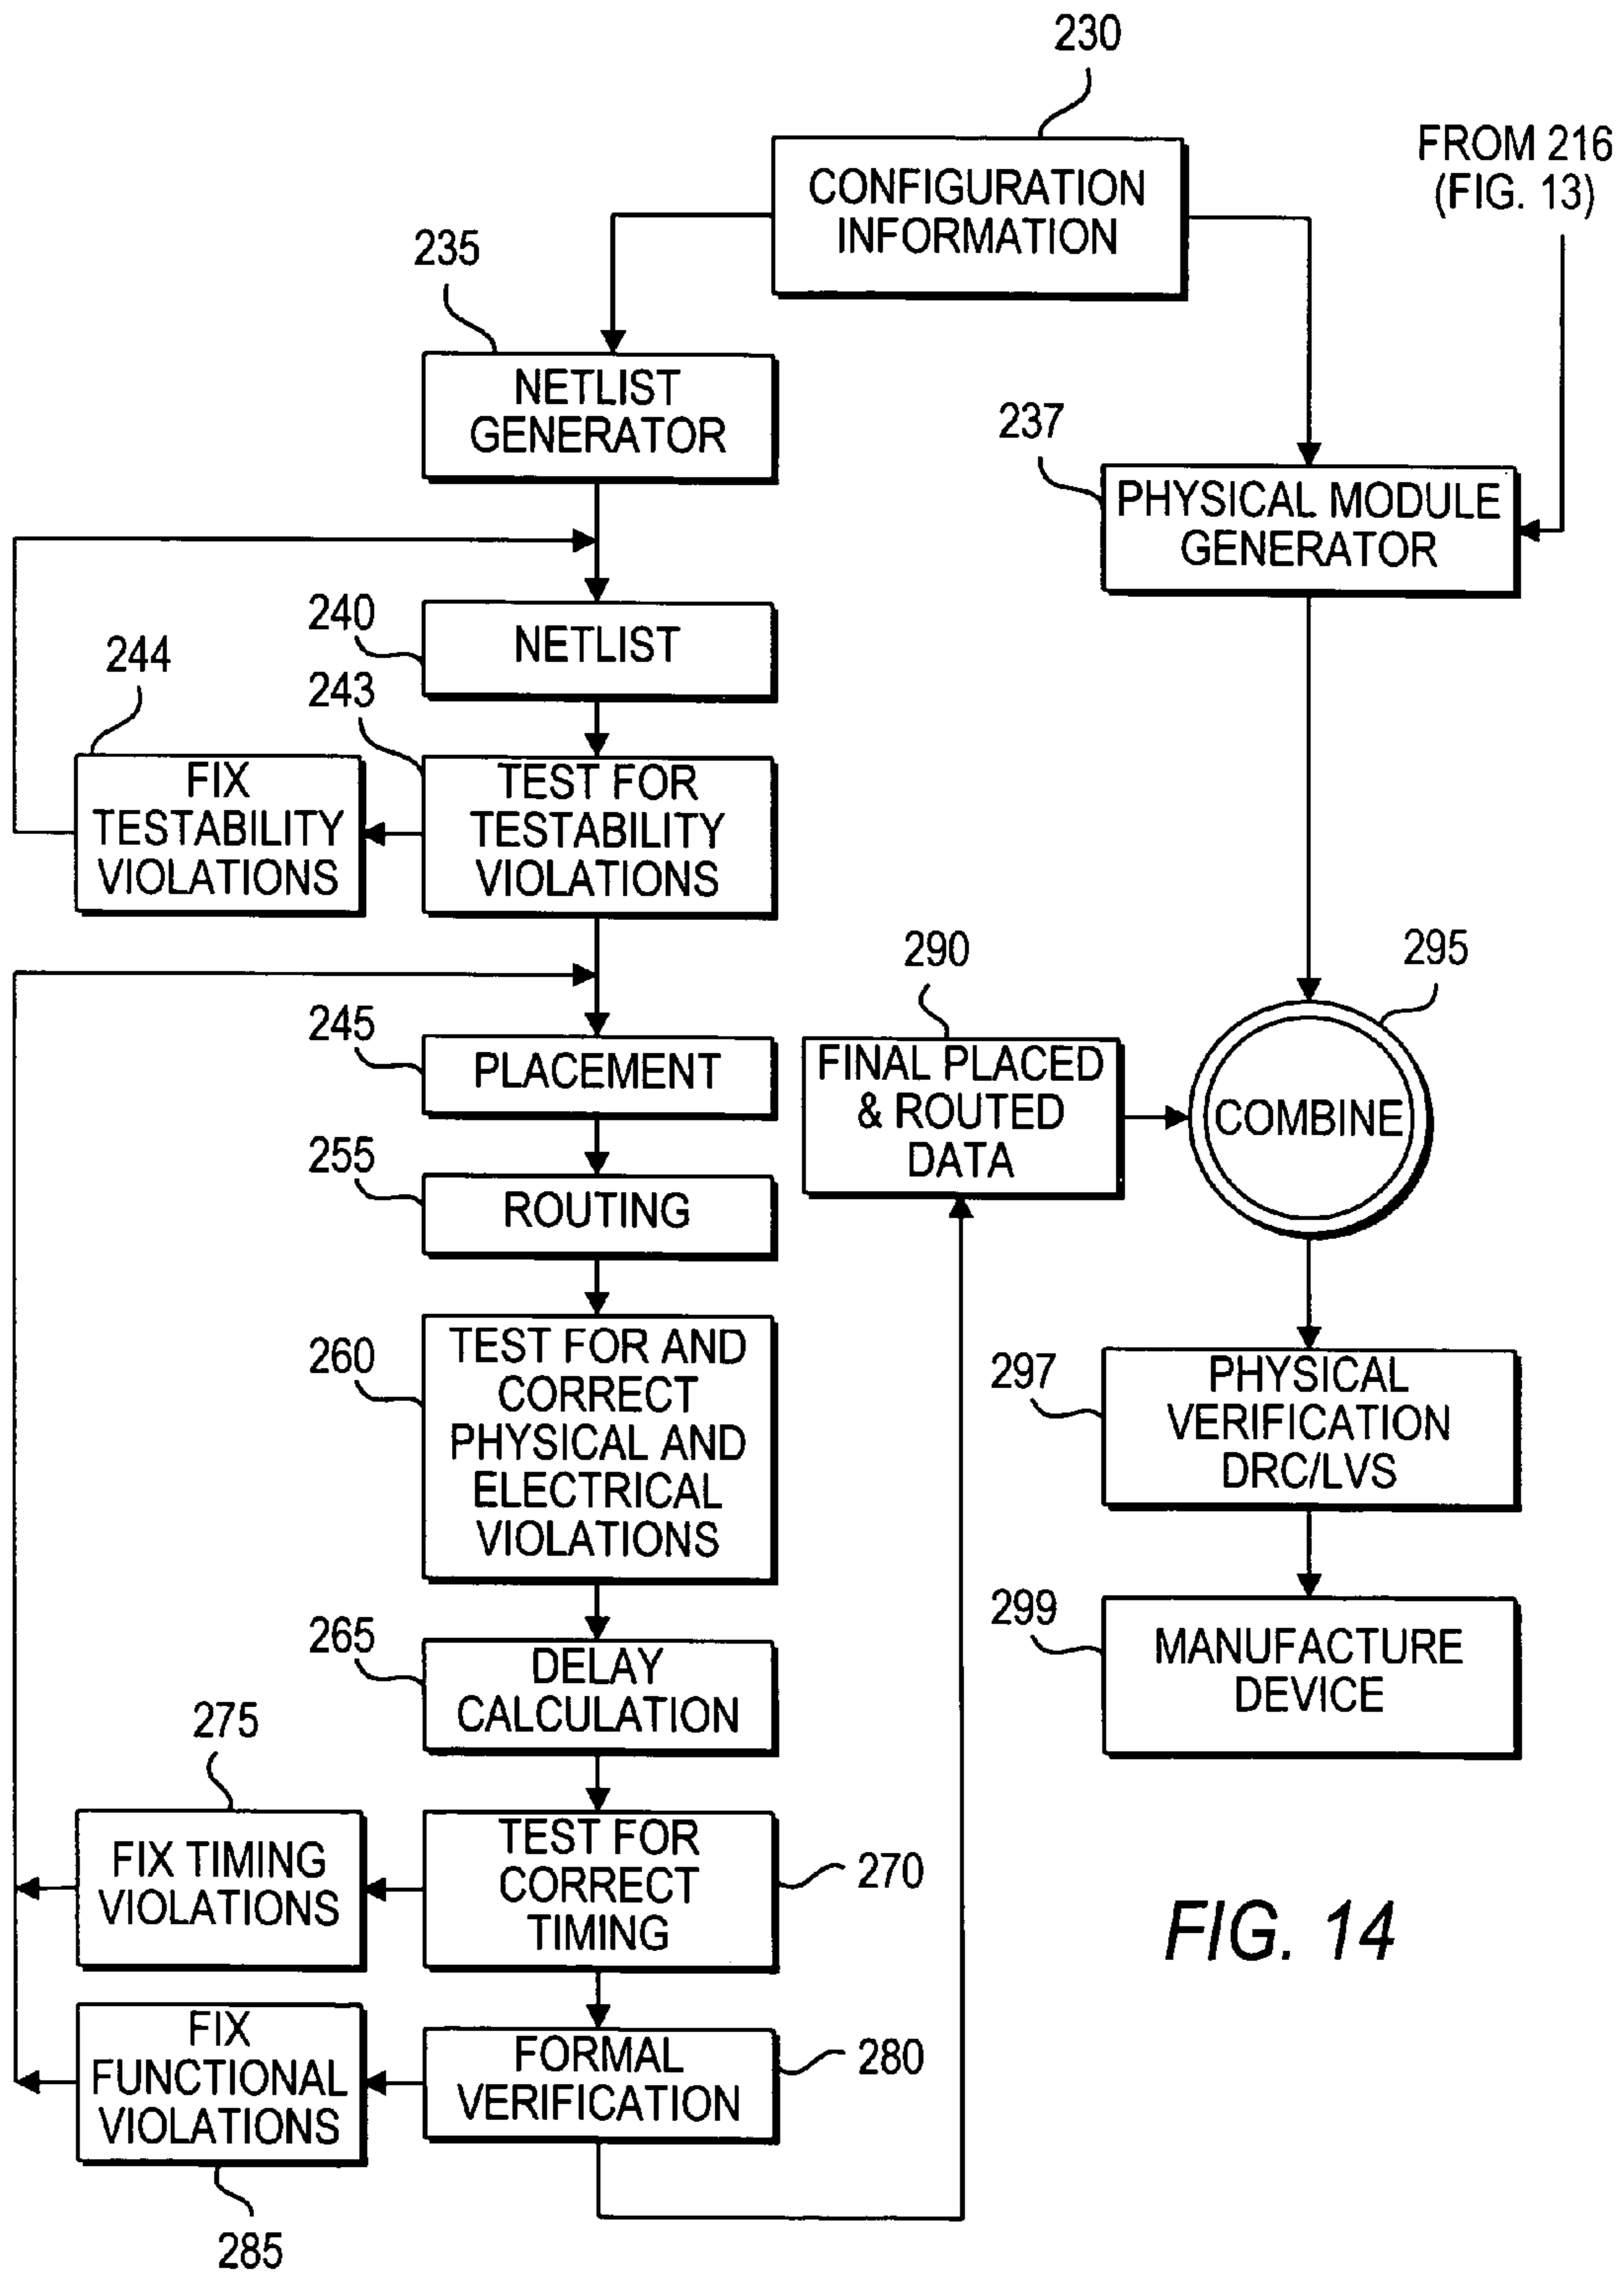 230
CONFIGURATION
INFORMATION
FROM 216
(FIG. 13)
235
NETLIST
GENERATOR
237
PHYSICAL MODULE
GENERATOR
240
NETLIST
244
FIX
TESTABILITY
VIOLATIONS
243
TEST FOR
TESTABILITY
VIOLATIONS
245
PLACEMENT
290
FINAL PLACED
& ROUTED
DATA
295
COMBINE
255
ROUTING
260
TEST FOR AND
CORRECT
PHYSICAL AND
ELECTRICAL
VIOLATIONS
297
PHYSICAL
VERIFICATION
DRC/LVS
265
DELAY
CALCULATION
299
MANUFACTURE
DEVICE
275
FIX TIMING
VIOLATIONS
TEST FOR
CORRECT
TIMING
270
FIX
FUNCTIONAL
VIOLATIONS
285
FORMAL
VERIFICATION
280
FIG. 14